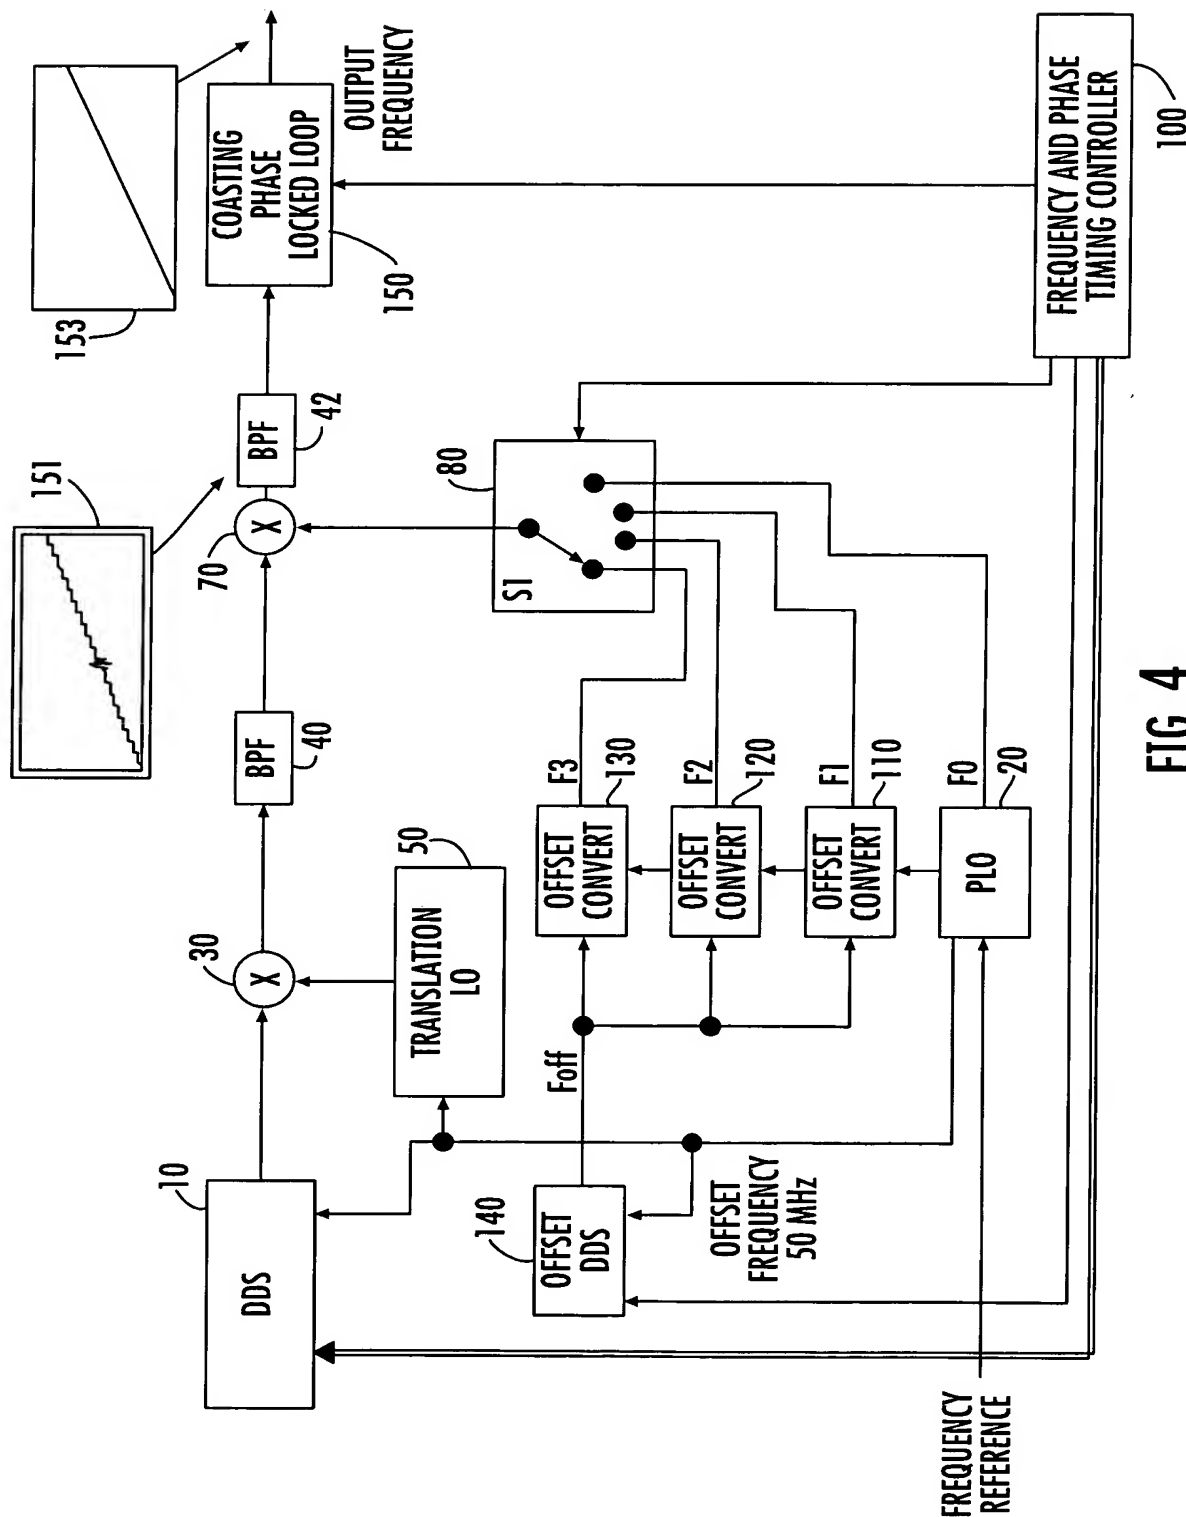 153
COASTING
PHASE
LOCKED LOOP
150
OUTPUT
FREQUENCY
151
BPF
42
X
70
BPF
40
X
30
10
DDS
50
TRANSLATION
LO
80
S1
F3
OFFSET
CONVERT
130
F2
OFFSET
CONVERT
120
F1
OFFSET
CONVERT
110
F0
PLO
20
Foff
140
OFFSET
DDS
OFFSET
FREQUENCY
50 MHz
FREQUENCY
REFERENCE
FREQUENCY AND PHASE
TIMING CONTROLLER
100
FIG 4